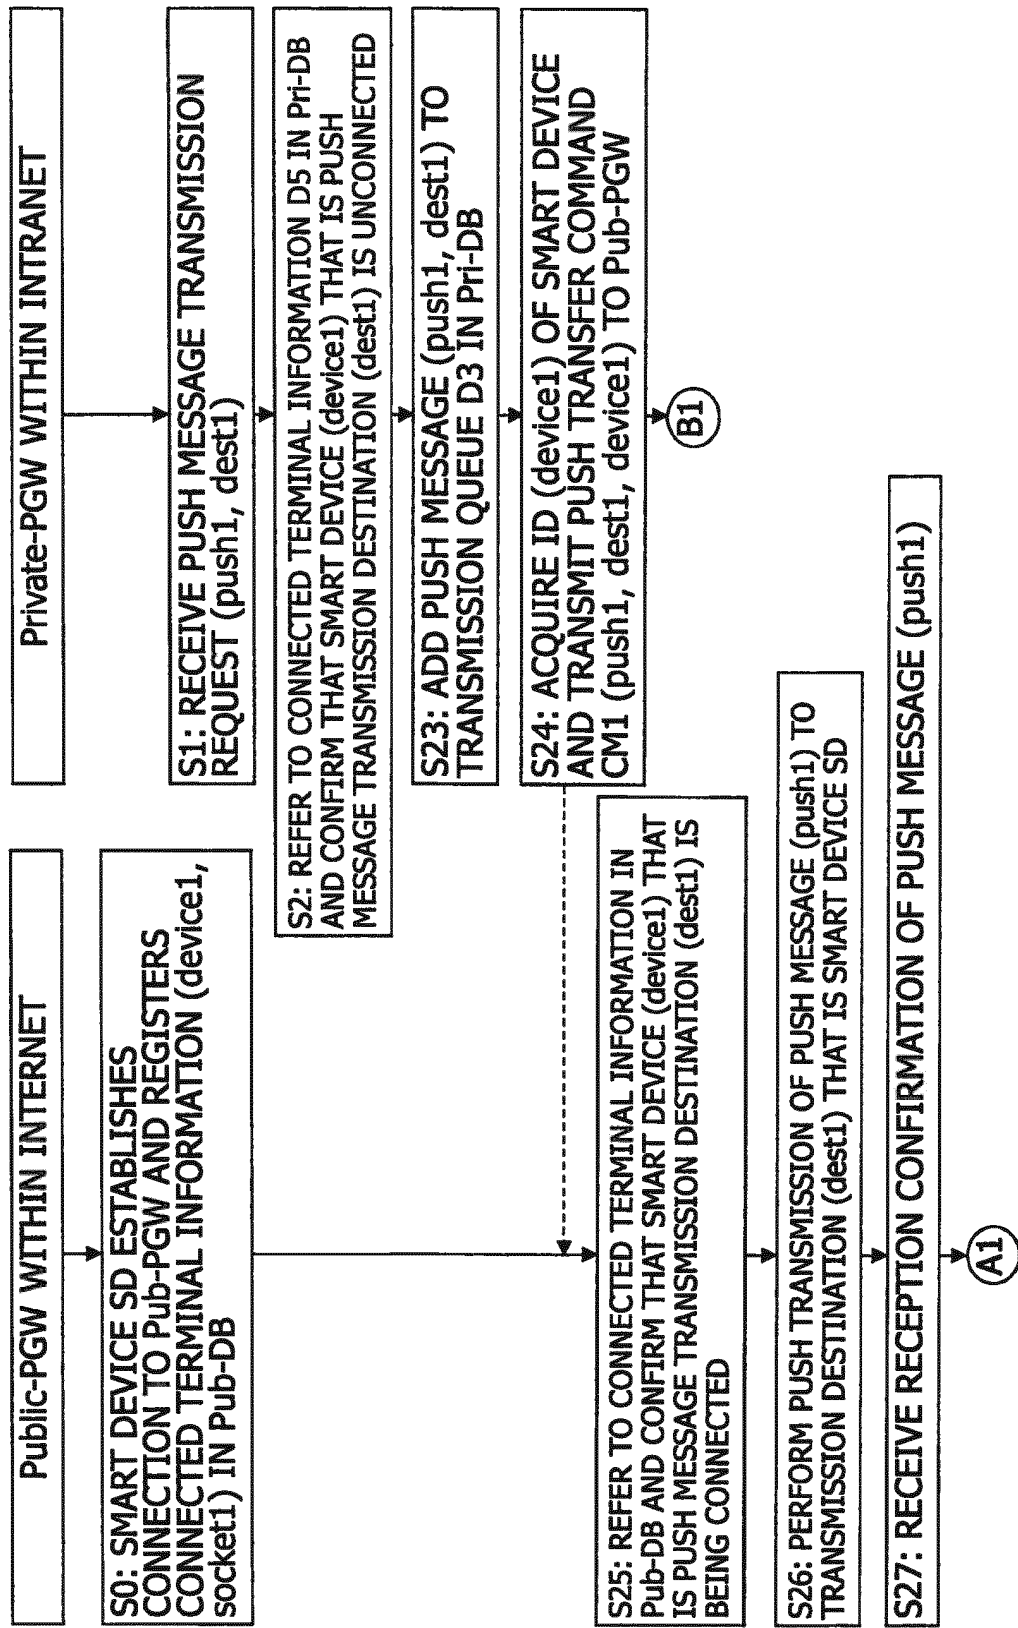 Public-PGW WITHIN INTERNET
S0: SMART DEVICE SD ESTABLISHES
CONNECTION TO Pub-PGW AND REGISTERS
CONNECTED TERMINAL INFORMATION (device1,
socket1) IN Pub-DB
Private-PGW WITHIN INTRANET
S1: RECEIVE PUSH MESSAGE TRANSMISSION
REQUEST (push1, dest1)
S2: REFER TO CONNECTED TERMINAL INFORMATION D5 IN Pri-DB
AND CONFIRM THAT SMART DEVICE (device1) THAT IS PUSH
MESSAGE TRANSMISSION DESTINATION (dest1) IS UNCONNECTED
S23: ADD PUSH MESSAGE (push1, dest1) TO
TRANSMISSION QUEUE D3 IN Pri-DB
S24: ACQUIRE ID (device1) OF SMART DEVICE
AND TRANSMIT PUSH TRANSFER COMMAND
CM1 (push1, dest1, device1) TO Pub-PGW
B1
S25: REFER TO CONNECTED TERMINAL INFORMATION IN
Pub-DB AND CONFIRM THAT SMART DEVICE (device1) THAT
IS PUSH MESSAGE TRANSMISSION DESTINATION (dest1) IS
BEING CONNECTED
S26: PERFORM PUSH TRANSMISSION OF PUSH MESSAGE (push1) TO
TRANSMISSION DESTINATION (dest1) THAT IS SMART DEVICE SD
S27: RECEIVE RECEPTION CONFIRMATION OF PUSH MESSAGE (push1)
A1